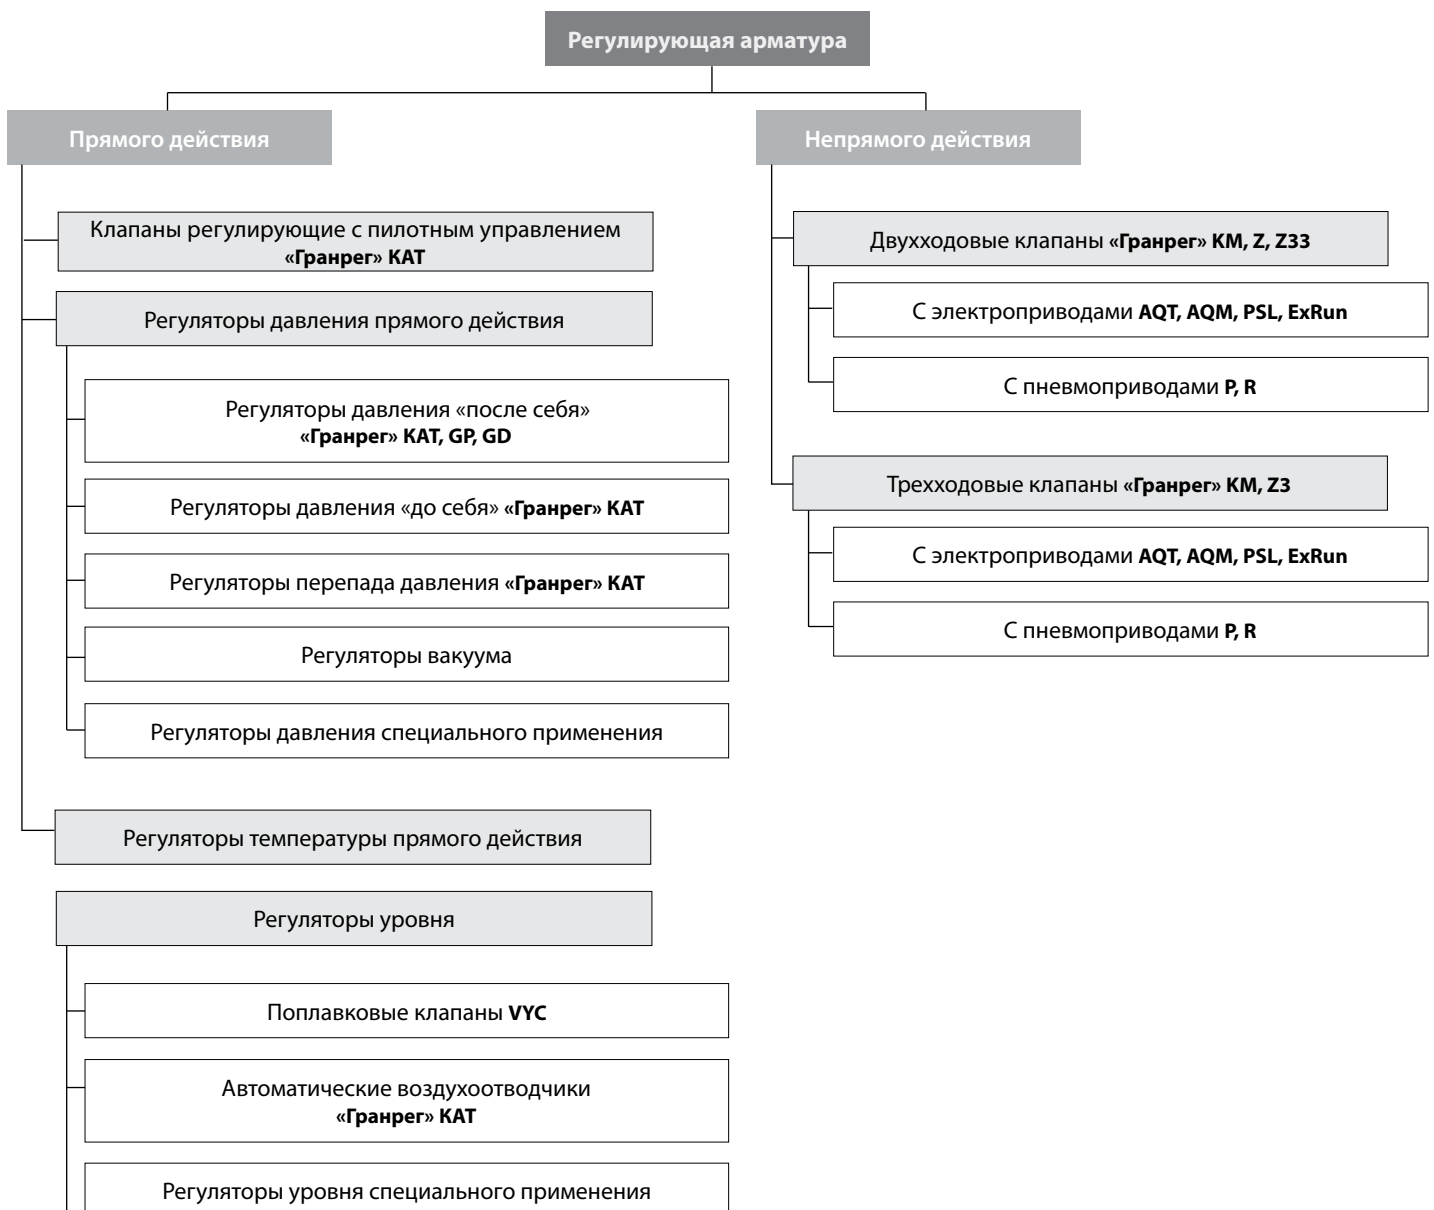 Регулирующая арматура
Прямого действия
Клапаны регулирующие с пилотным управлением
«Гранрег» КАТ
Регуляторы давления прямого действия
Регуляторы давления «после себя»
«Гранрег» КАТ, GP, GD
Регуляторы давления «до себя» «Гранрег» КАТ
Регуляторы перепада давления «Гранрег» КАТ
Регуляторы вакуума
Регуляторы давления специального применения
Регуляторы температуры прямого действия
Регуляторы уровня
Поплавковые клапаны VYC
Автоматические воздухоотводчики
«Гранрег» КАТ
Регуляторы уровня специального применения
Непрямого действия
Двухходовые клапаны «Гранрег» КМ, Z, Z33
С электроприводами AQT, AQM, PSL, ExRun
С пневмоприводами P, R
Трехходовые клапаны «Гранрег» КМ, Z3
С электроприводами AQT, AQM, PSL, ExRun
С пневмоприводами P, R